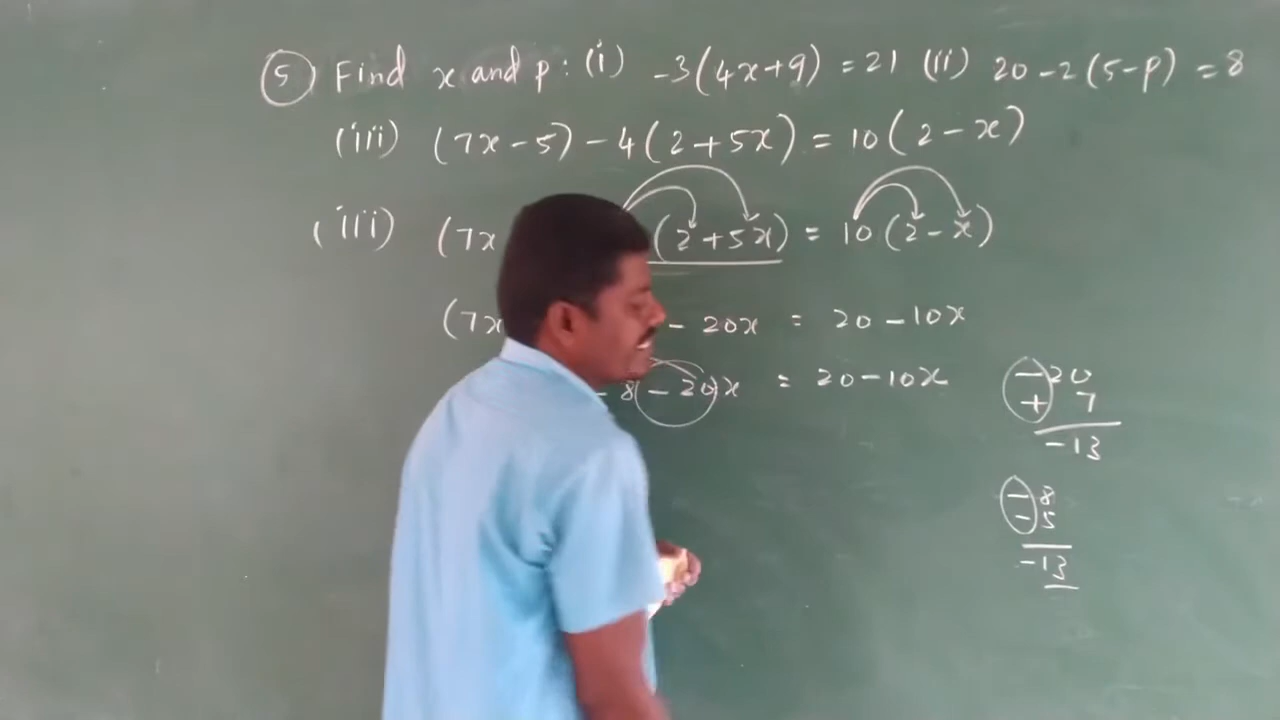 (5) Find x and p: (i) -3(4x+9) = 21 (ii) 20-2(5-p) = 8
(iii) (7x-5)-4(2+5x) = 10(2-x)
(iii) (7x (2+5x) = 10(2-x)
(7x - 20x = 20-10x
- 8(-20)x = 20-10x
-20
+ 7
-13
-8
-5
-13